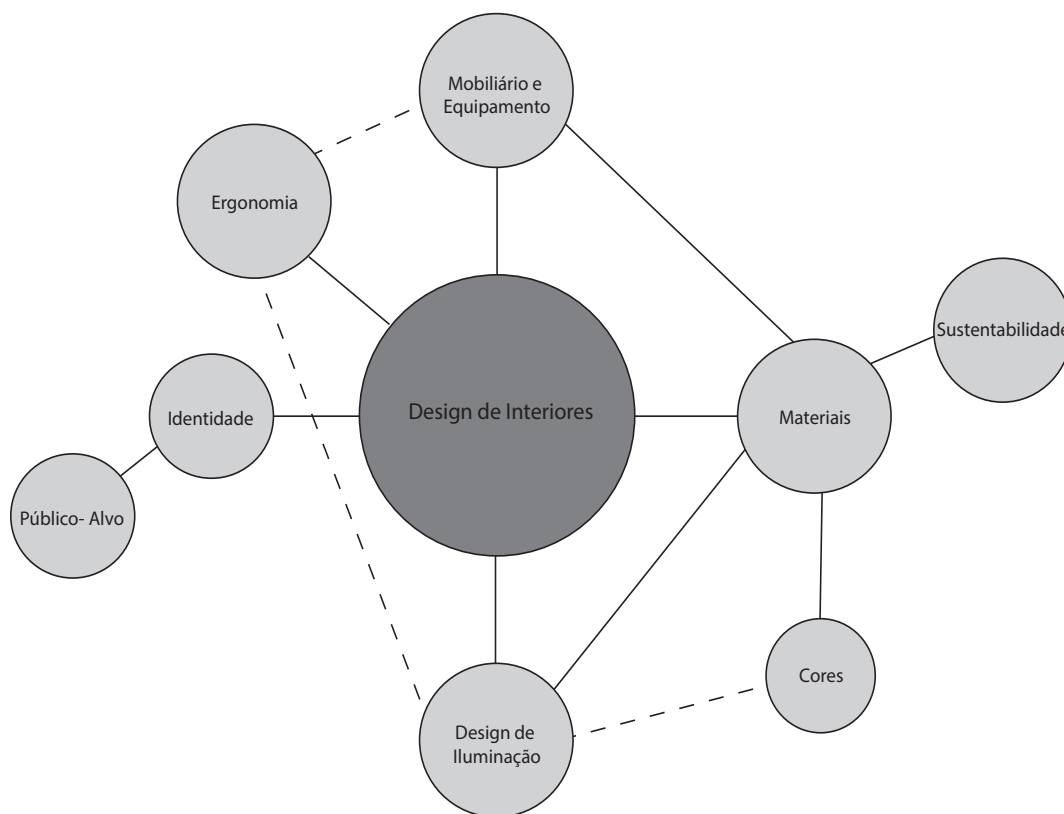 Mobiliário e
Equipamento
Ergonomia
Sustentabilidade
Design de Interiores
Identidade
Materiais
Público- Alvo
Cores
Design de
Iluminação